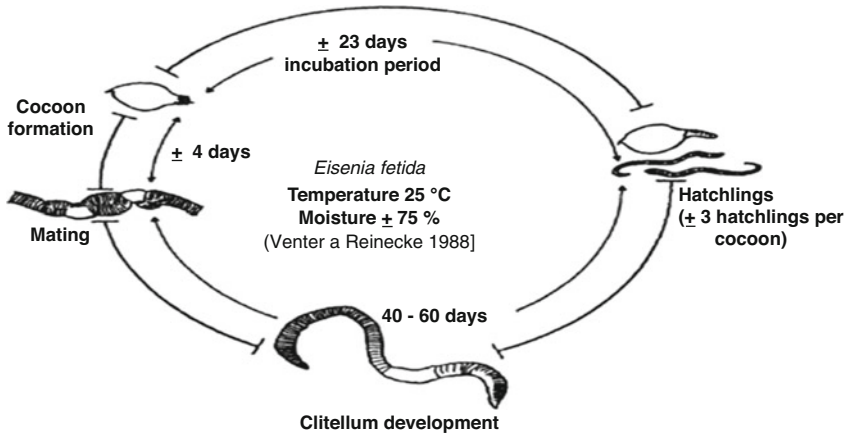 ± 23 days
incubation period
Cocoon
formation
± 4 days
Eisenia fetida
Temperature 25 °C
Moisture ± 75 %
(Venter a Reinecke 1988]
Mating
Hatchlings
(± 3 hatchlings per
cocoon)
40 - 60 days
Clitellum development